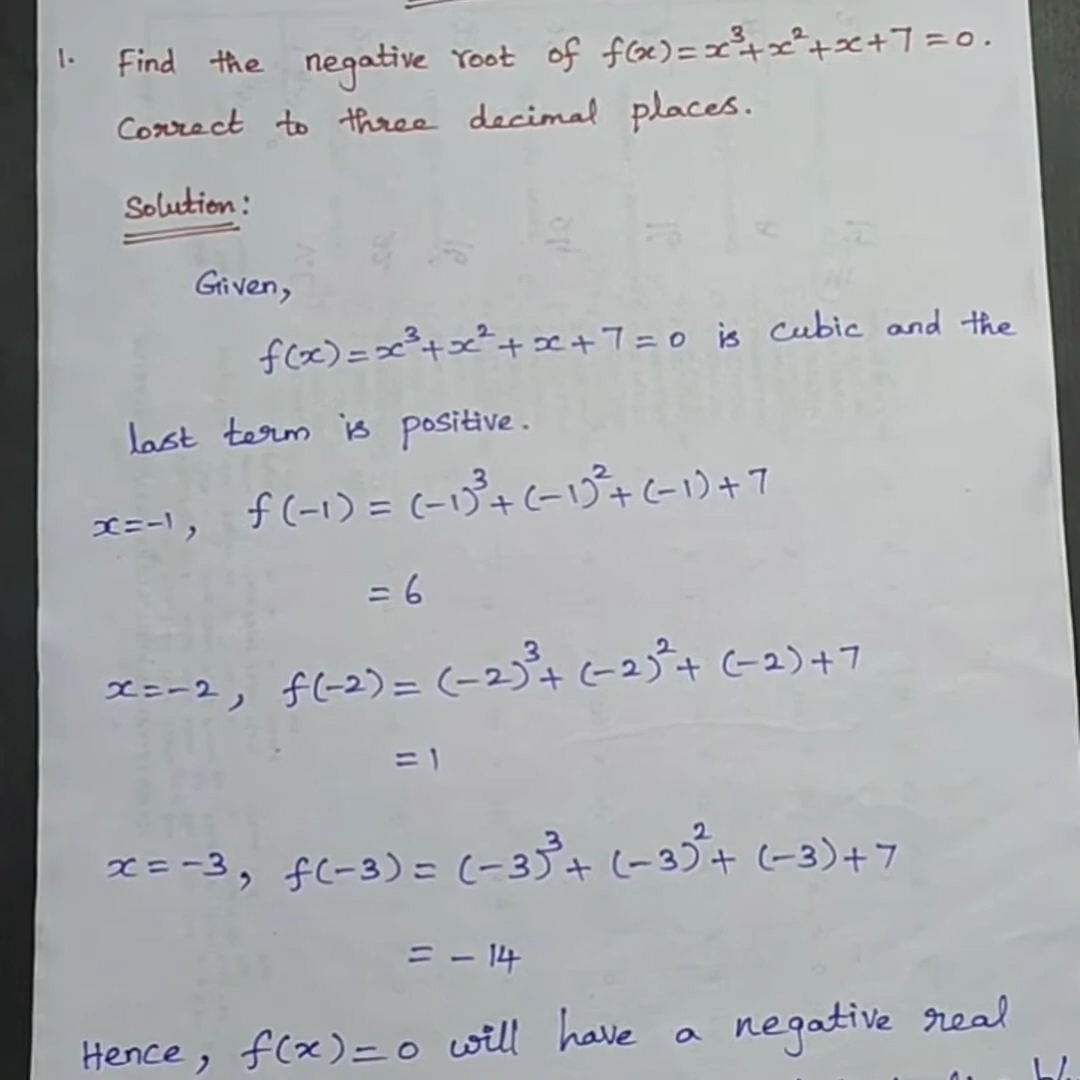 1. Find the negative root of f(x)=x³+x²+x+7=0.
Correct to three decimal places.
Solution:
Given,
f(x)=x³+x²+x+7=0 is cubic and the
last term is positive.
x=-1, f(-1) = (-1)³+(-1)²+(-1)+7
= 6
x=-2, f(-2) = (-2)³+(-2)²+(-2)+7
= 1
x=-3, f(-3) = (-3)³+(-3)²+(-3)+7
= -14
Hence, f(x)=0 will have a negative real